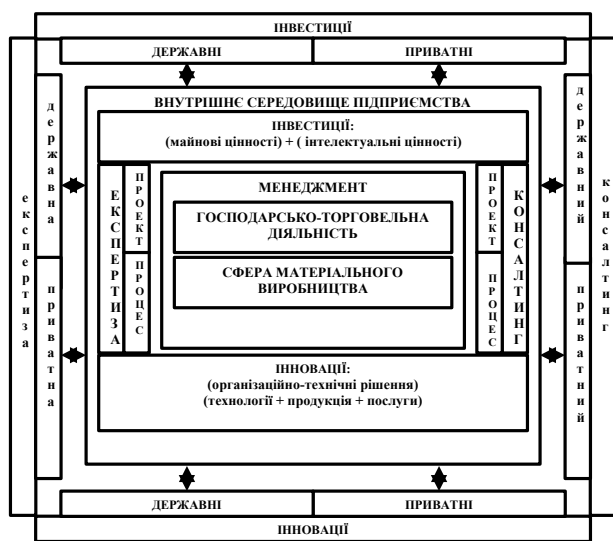 ІНВЕСТИЦІЇ
ДЕРЖАВНІ
ПРИВАТНІ
експертиза
державна
приватна
ВНУТРІШНЄ СЕРЕДОВИЩЕ ПІДПРИЄМСТВА
ІНВЕСТИЦІЇ:
(майнові цінності) + ( інтелектуальні цінності)
ЕКСПЕРТИЗА
ПРОЕКТ
ПРОЦЕС
МЕНЕДЖМЕНТ
ГОСПОДАРСЬКО-ТОРГОВЕЛЬНА
ДІЯЛЬНІСТЬ
СФЕРА МАТЕРІАЛЬНОГО
ВИРОБНИЦТВА
ПРОЕКТ
ПРОЦЕС
КОНСАЛТИНГ
ІННОВАЦІЇ:
(організаційно-технічні рішення)
(технології + продукція + послуги)
державний
приватний
консалтинг
ДЕРЖАВНІ
ПРИВАТНІ
ІННОВАЦІЇ